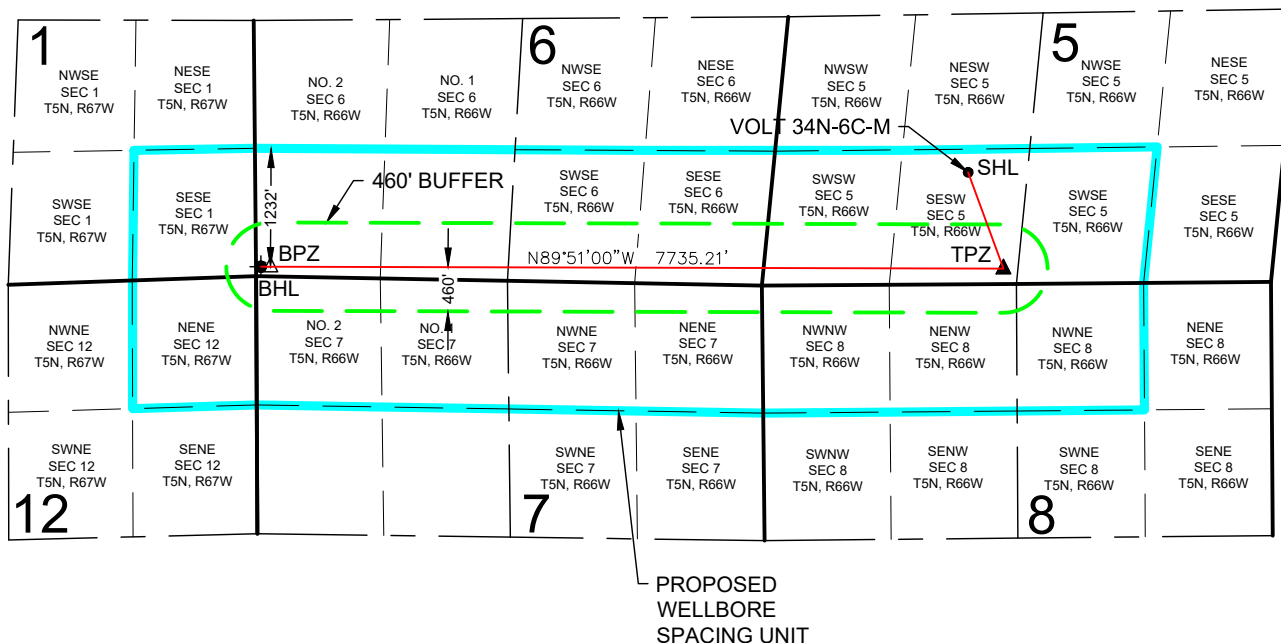 1
6
5
NWSE
SEC 1
T5N, R67W
NESE
SEC 1
T5N, R67W
NO. 2
SEC 6
T5N, R66W
NO. 1
SEC 6
T5N, R66W
NWSE
SEC 6
T5N, R66W
NESE
SEC 6
T5N, R66W
NWSW
SEC 5
T5N, R66W
NESW
SEC 5
T5N, R66W
NWSE
SEC 5
T5N, R66W
NESE
SEC 5
T5N, R66W
VOLT 34N-6C-M
SHL
460' BUFFER
1232'
SWSE
SEC 1
T5N, R67W
SESE
SEC 1
T5N, R67W
SWSE
SEC 6
T5N, R66W
SESE
SEC 6
T5N, R66W
SWSW
SEC 5
T5N, R66W
SESW
SEC 5
T5N, R66W
SWSE
SEC 5
T5N, R66W
SESE
SEC 5
T5N, R66W
BPZ
N89°51'00"W 7735.21'
TPZ
BHL
460'
NWNE
SEC 12
T5N, R67W
NENE
SEC 12
T5N, R67W
NO. 2
SEC 7
T5N, R66W
NO. 1
SEC 7
T5N, R66W
NWNE
SEC 7
T5N, R66W
NENE
SEC 7
T5N, R66W
NWNW
SEC 8
T5N, R66W
NENW
SEC 8
T5N, R66W
NWNE
SEC 8
T5N, R66W
NENE
SEC 8
T5N, R66W
SWNE
SEC 12
T5N, R67W
SENE
SEC 12
T5N, R67W
SWNE
SEC 7
T5N, R66W
SENE
SEC 7
T5N, R66W
SWNW
SEC 8
T5N, R66W
SENW
SEC 8
T5N, R66W
SWNE
SEC 8
T5N, R66W
SENE
SEC 8
T5N, R66W
12
7
8
PROPOSED
WELLBORE
SPACING UNIT